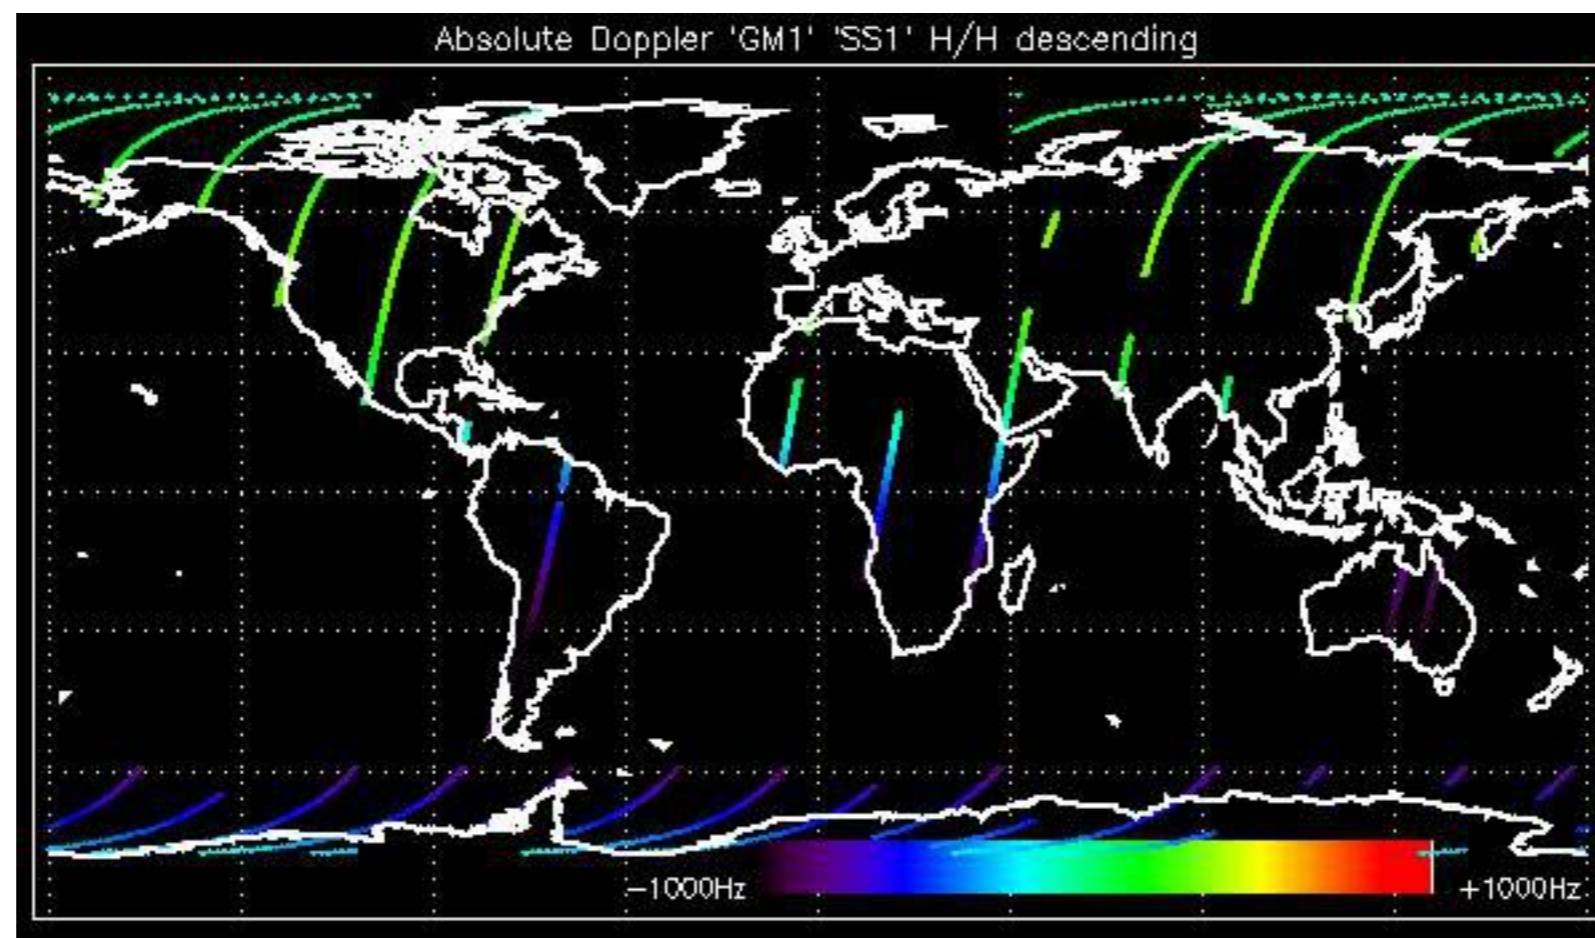 Absolute Doppler 'GM1' 'SS1' H/H descending
-1000Hz
+1000Hz